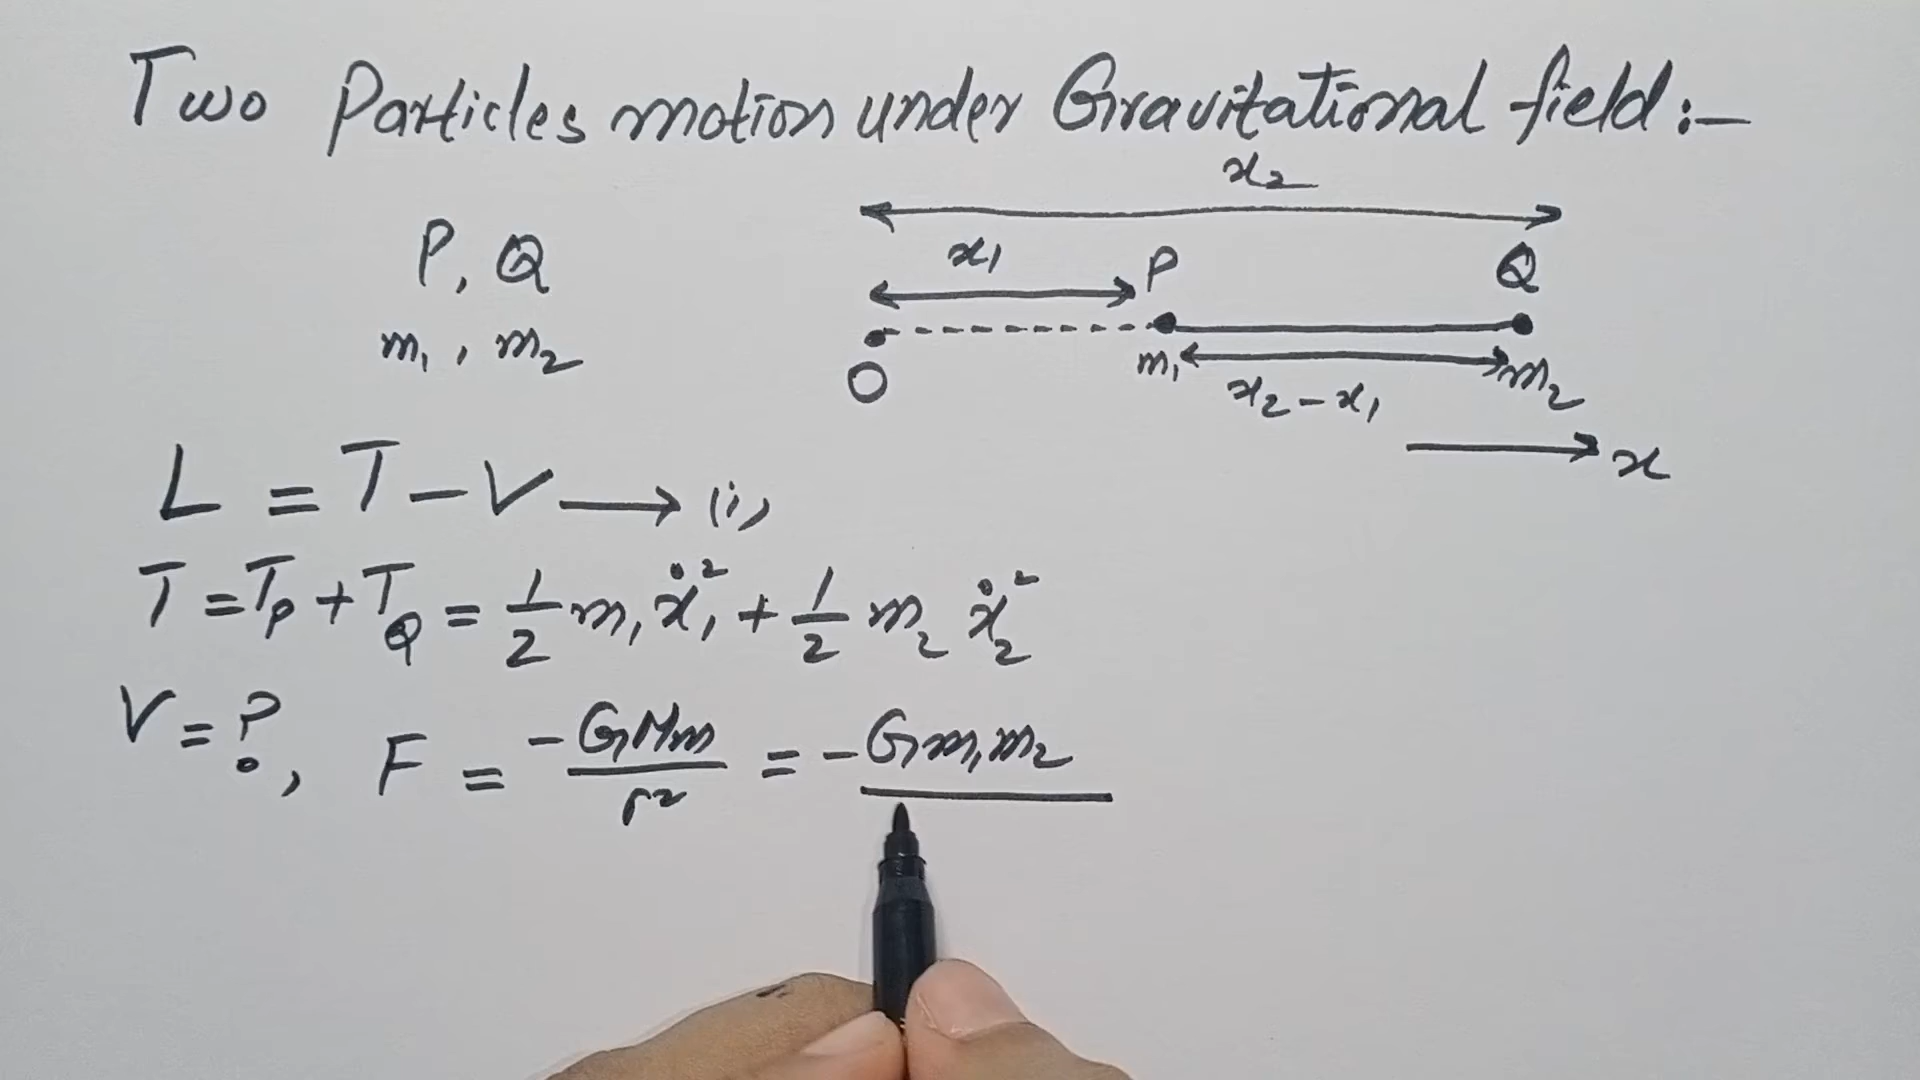 Two Particles motion under Gravitational field :-
x₂
P, Q
x₁ P Q
m₁, m₂
O m₁ m₂
x₂ - x₁
x
L = T - V ⟶ (i)
T = T_P + T_Q = 1/2 m₁ ẋ₁² + 1/2 m₂ ẋ₂²
V = ?, F = -GMm/r² = -Gm₁m₂